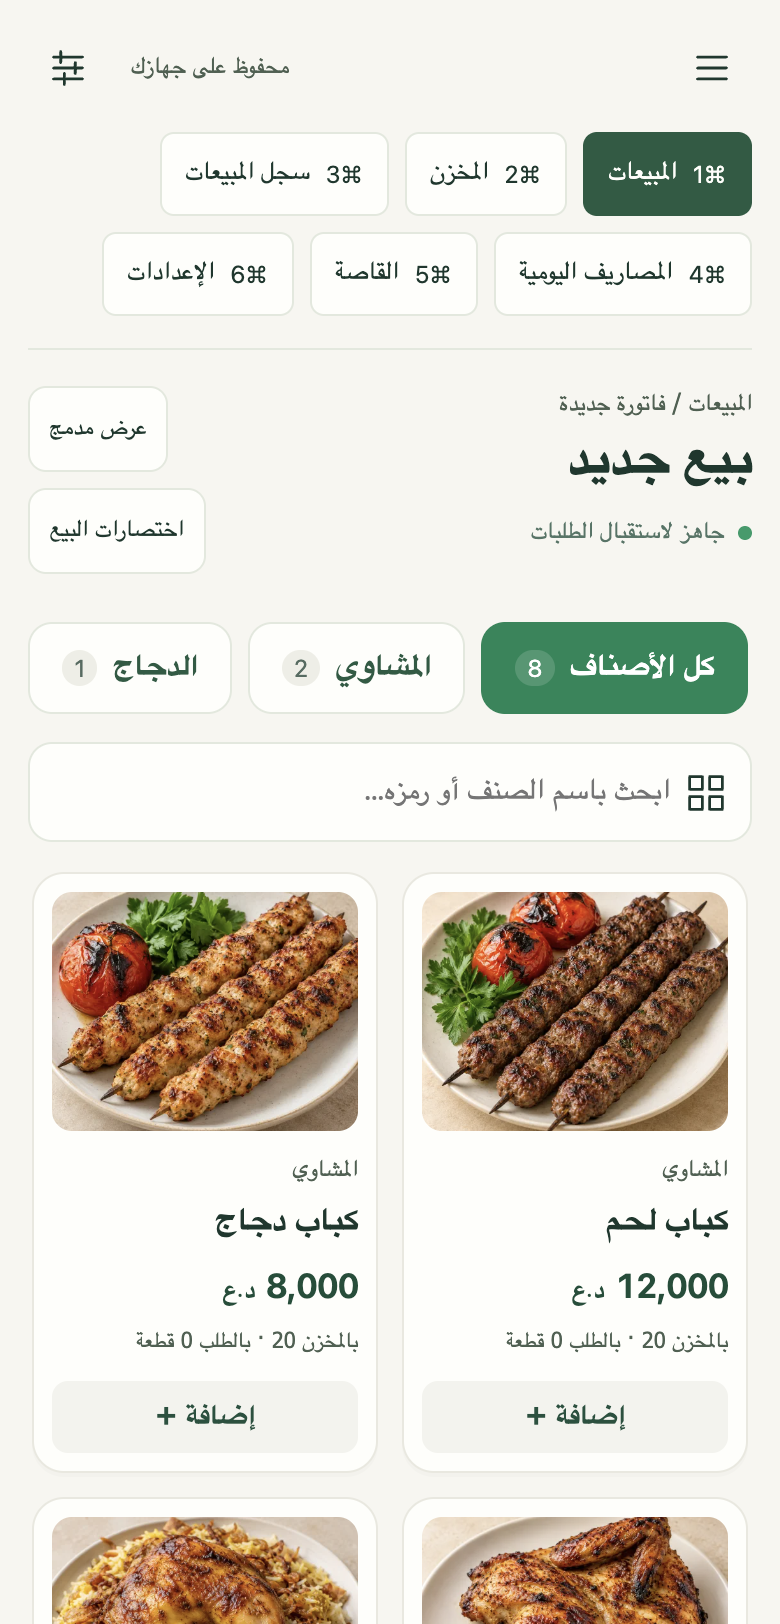 محفوظ على جهازك
⌘1 المبيعات ⌘2 المخزن ⌘3 سجل المبيعات
⌘4 المصاريف اليومية ⌘5 القاصة ⌘6 الإعدادات
المبيعات / فاتورة جديدة
بيع جديد
جاهز لاستقبال الطلبات
عرض مدمج
اختصارات البيع
كل الأصناف 8 المشاوي 2 الدجاج 1
ابحث باسم الصنف أو رمزه...
المشاوي
كباب لحم
12,000 د.ع
بالمخزن 20 · بالطلب 0 قطعة
إضافة +
المشاوي
كباب دجاج
8,000 د.ع
بالمخزن 20 · بالطلب 0 قطعة
إضافة +